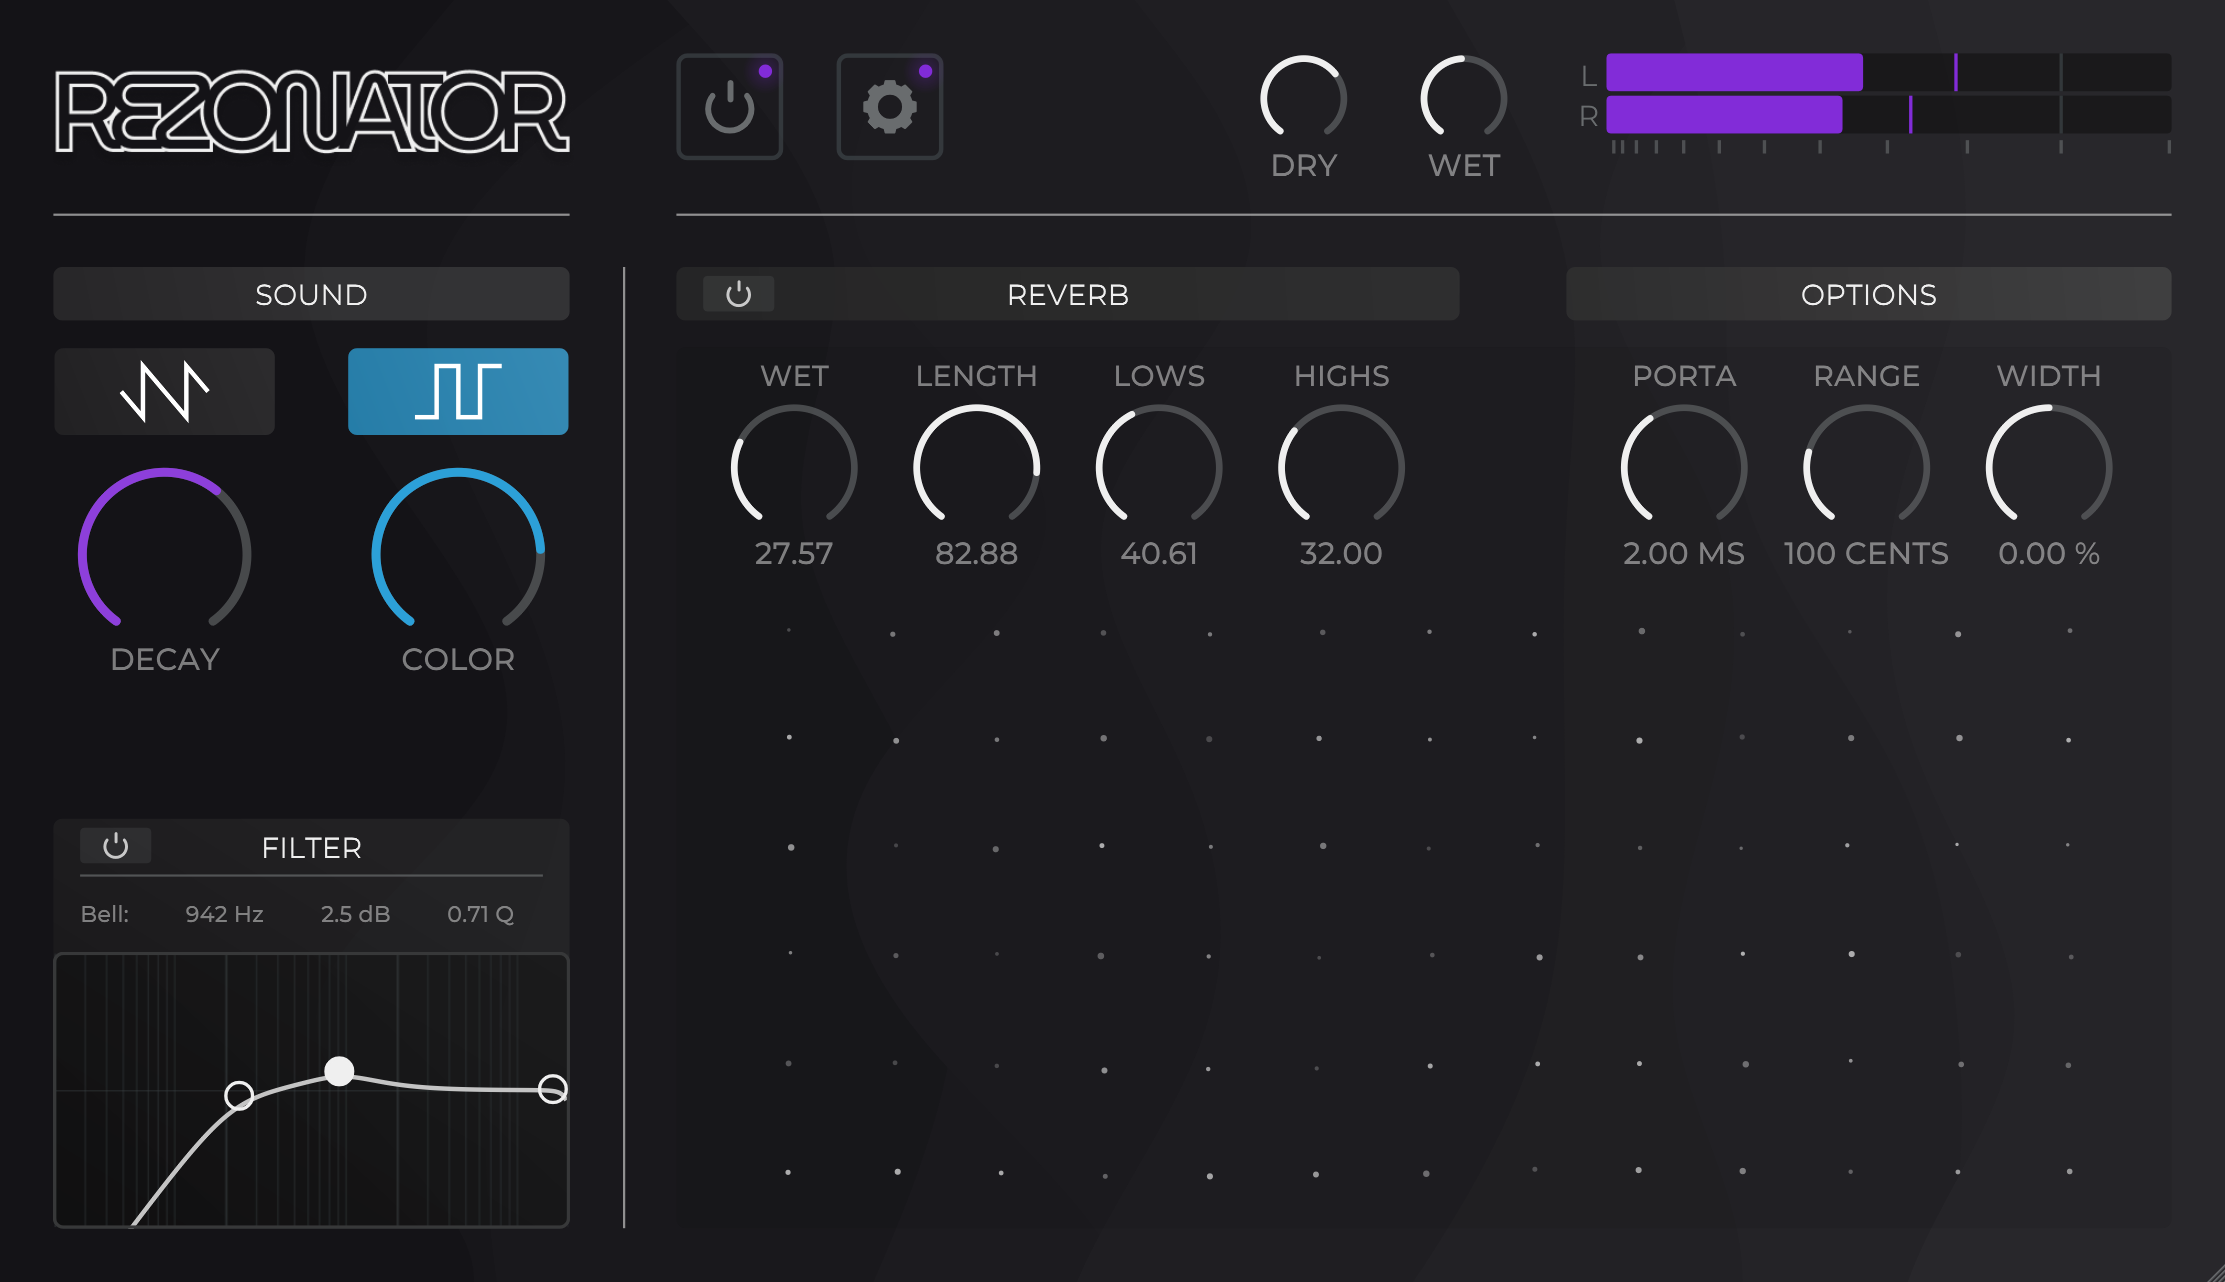 REZONATOR
DRY
WET
L
R
SOUND
REVERB
OPTIONS
WET
LENGTH
LOWS
HIGHS
PORTA
RANGE
WIDTH
27.57
82.88
40.61
32.00
2.00 MS
100 CENTS
0.00 %
DECAY
COLOR
FILTER
Bell: 942 Hz 2.5 dB 0.71 Q